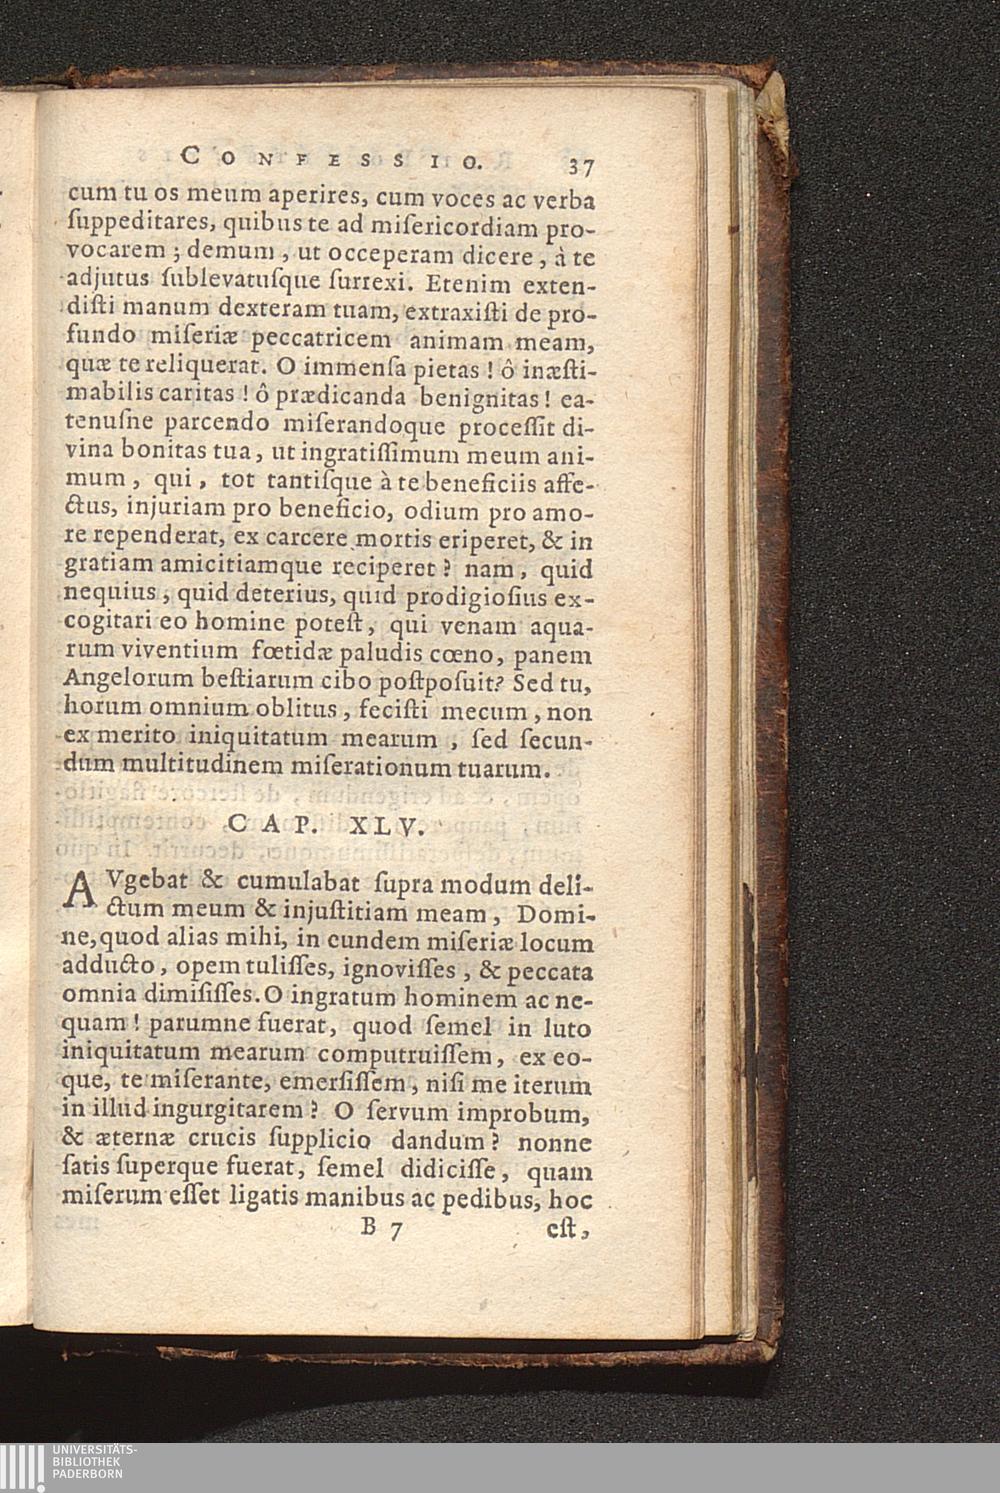 CONFESSIO. 37
cum tu os meum aperires, cum voces ac verba
ſuppeditares, quibus te ad miſericordiam pro-
vocarem ; demum, ut occeperam dicere, à te
adjutus ſublevatuſque ſurrexi. Etenim exten-
diſti manum dexteram tuam, extraxiſti de pro-
fundo miſeriæ peccatricem animam meam,
quæ te reliquerat. O immenſa pietas ! ô inæſti-
mabilis caritas ! ô prædicanda benignitas ! ea-
tenuſne parcendo miſerandoque proceſſit di-
vina bonitas tua, ut ingratiſſimum meum ani-
mum, qui, tot tantiſque à te beneficiis affe-
ctus, injuriam pro beneficio, odium pro amo-
re rependerat, ex carcere mortis eriperet, & in
gratiam amicitiamque reciperet ? nam, quid
nequius, quid deterius, quid prodigioſius ex-
cogitari eo homine poteſt, qui venam aqua-
rum viventium fœtidæ paludis cœno, panem
Angelorum beſtiarum cibo poſtpoſuit? Sed tu,
horum omnium oblitus, feciſti mecum, non
ex merito iniquitatum mearum, ſed ſecun-
dum multitudinem miſerationum tuarum.
CAP. XLV.
AVgebat & cumulabat ſupra modum deli-
ctum meum & injuſtitiam meam, Domi-
ne, quod alias mihi, in eundem miſeriæ locum
adducto, opem tuliſſes, ignoviſſes, & peccata
omnia dimiſiſſes. O ingratum hominem ac ne-
quam ! parumne fuerat, quod ſemel in luto
iniquitatum mearum computruiſſem, ex eo-
que, te miſerante, emerſiſſem, niſi me iterum
in illud ingurgitarem ? O ſervum improbum,
& æternæ crucis ſupplicio dandum ? nonne
ſatis ſuperque fuerat, ſemel didiciſſe, quam
miſerum eſſet ligatis manibus ac pedibus, hoc
B 7 eſt,
UNIVERSITÄTS-
BIBLIOTHEK
PADERBORN